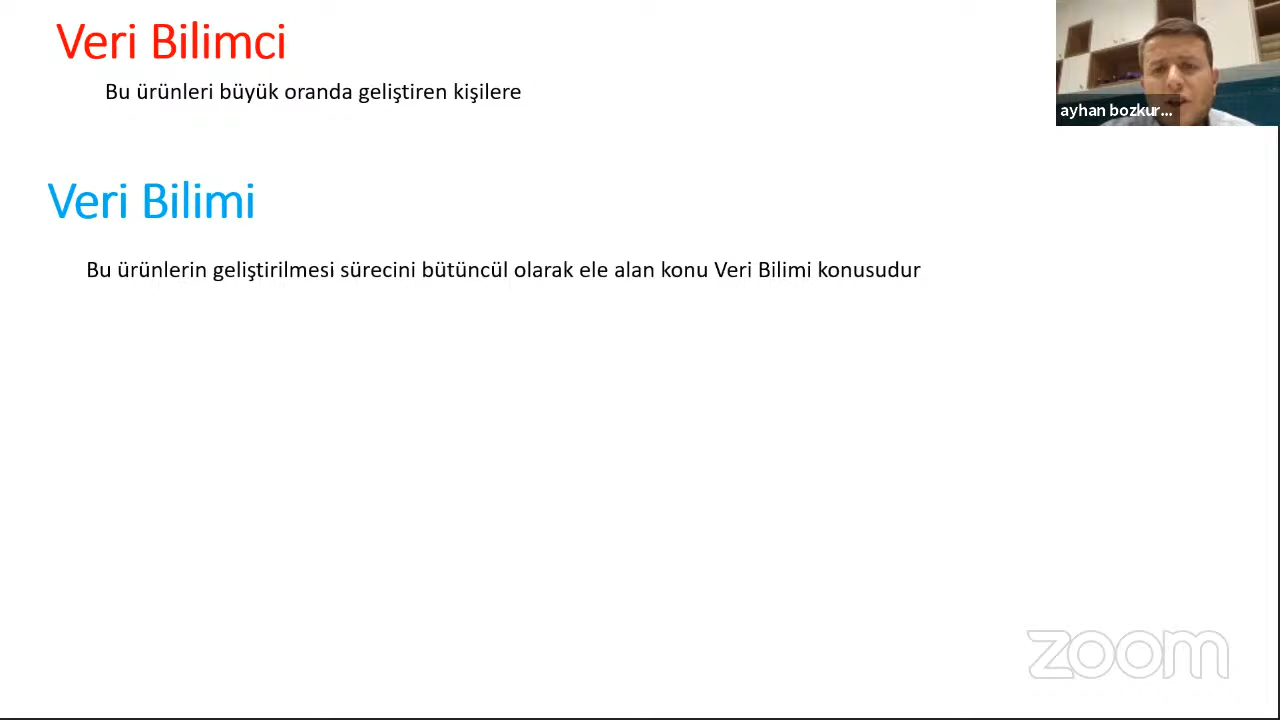 Veri Bilimci
Bu ürünleri büyük oranda geliştiren kişilere
ayhan bozkur...
Veri Bilimi
Bu ürünlerin geliştirilmesi sürecini bütüncül olarak ele alan konu Veri Bilimi konusudur
zoom